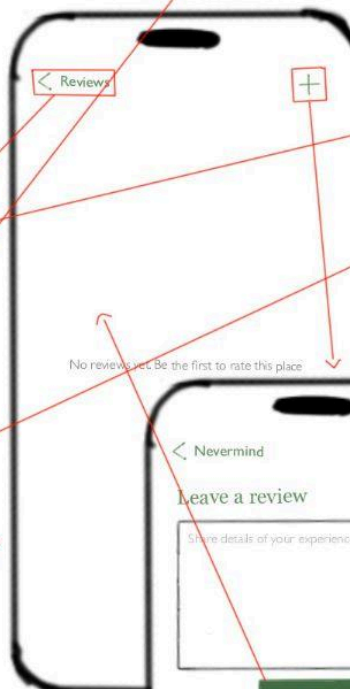 < Reviews
+
No reviews yet. Be the first to rate this place
< Nevermind
Leave a review
Share details of your experience